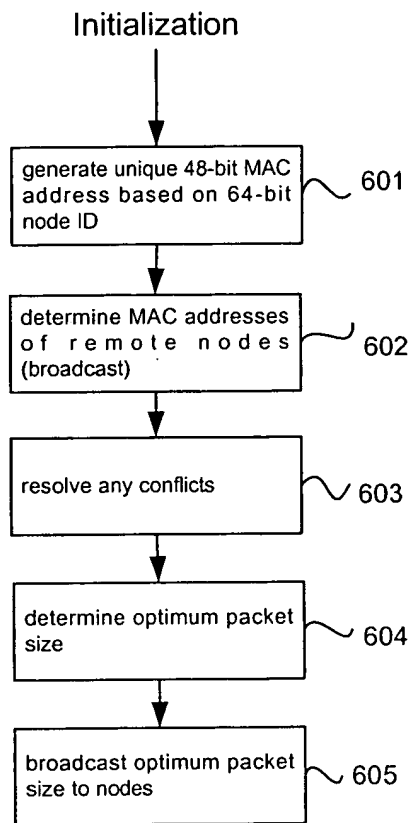 Initialization
generate unique 48-bit MAC
address based on 64-bit
node ID
601
determine MAC addresses
of remote nodes
(broadcast)
602
resolve any conflicts
603
determine optimum packet
size
604
broadcast optimum packet
size to nodes
605